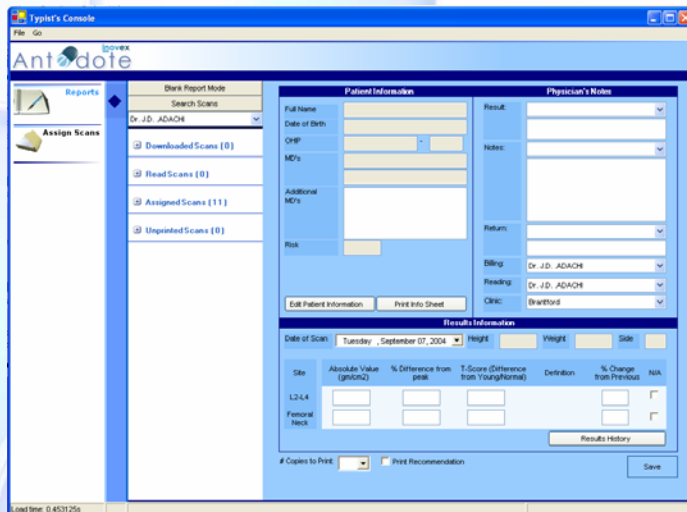 Typist's Console
File Go
inovex
Antidote
Reports
Assign Scans
Blank Report Mode
Search Scans
Dr. J.D. .ADACHI
Downloaded Scans (0)
Read Scans (0)
Assigned Scans (11)
Unprinted Scans (0)
Patient Information
Full Name
Date of Birth
OHIP -
MD's
Additional
MD's
Risk
Edit Patient Information Print Info Sheet
Physician's Notes
Result:
Notes:
Return:
Billing: Dr. J.D. .ADACHI
Reading: Dr. J.D. .ADACHI
Clinic: Brantford
Results Information
Date of Scan Tuesday , September 07, 2004 Height Weight Side
Site Absolute Value (gm/cm2) % Difference from peak T-Score (Difference from Young/Normal) Definition % Change from Previous N/A
L2-L4
Femoral
Neck
Results History
# Copies to Print: Print Recommendation
Save
Load time: 0.453125s